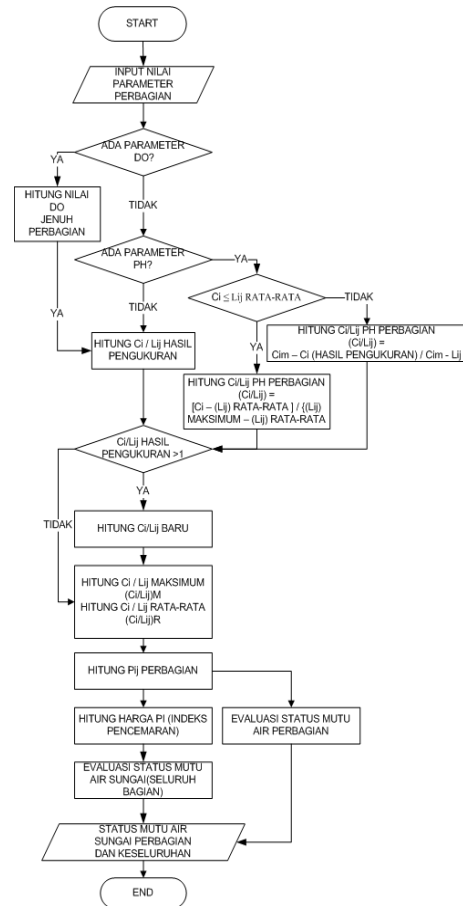 START
INPUT NILAI
PARAMETER
PERBAGIAN
ADA PARAMETER
DO?
YA
TIDAK
HITUNG NILAI
DO
JENUH
PERBAGIAN
ADA PARAMETER
PH?
YA
Ci ≤ Lij RATA-RATA
TIDAK
YA
TIDAK
YA
HITUNG Ci / Lij HASIL
PENGUKURAN
HITUNG Ci/Lij PH PERBAGIAN
(Ci/Lij) =
Cim – Ci (HASIL PENGUKURAN) / Cim - Lij
HITUNG Ci/Lij PH PERBAGIAN
(Ci/Lij) =
[Ci – (Lij) RATA-RATA ] / {(Lij)
MAKSIMUM – (Lij) RATA-RATA
Ci/Lij HASIL
PENGUKURAN >1
YA
TIDAK
HITUNG Ci/Lij BARU
HITUNG Ci / Lij MAKSIMUM
(Ci/Lij)M
HITUNG Ci / Lij RATA-RATA
(Ci/Lij)R
HITUNG Pij PERBAGIAN
HITUNG HARGA PI (INDEKS
PENCEMARAN)
EVALUASI STATUS MUTU
AIR PERBAGIAN
EVALUASI STATUS MUTU
AIR SUNGAI(SELURUH
BAGIAN)
STATUS MUTU AIR
SUNGAI PERBAGIAN
DAN KESELURUHAN
END